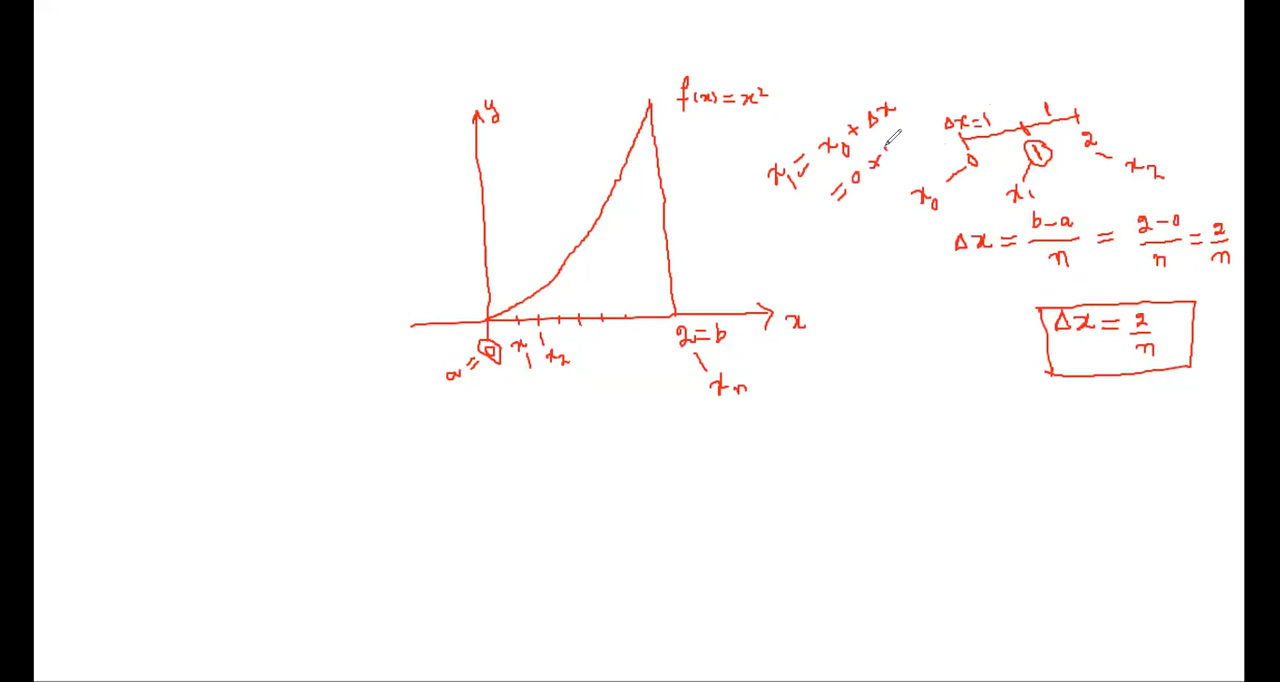 y
f(x)=x²
x
a=0
x₁
x₂
2=b
xₙ
x₁=x₀+Δx
=0+
Δx=1
1
0
1
2
x₀
x₁
x₂
Δx = b-a/n = 2-0/n = 2/n
Δx = 2/n